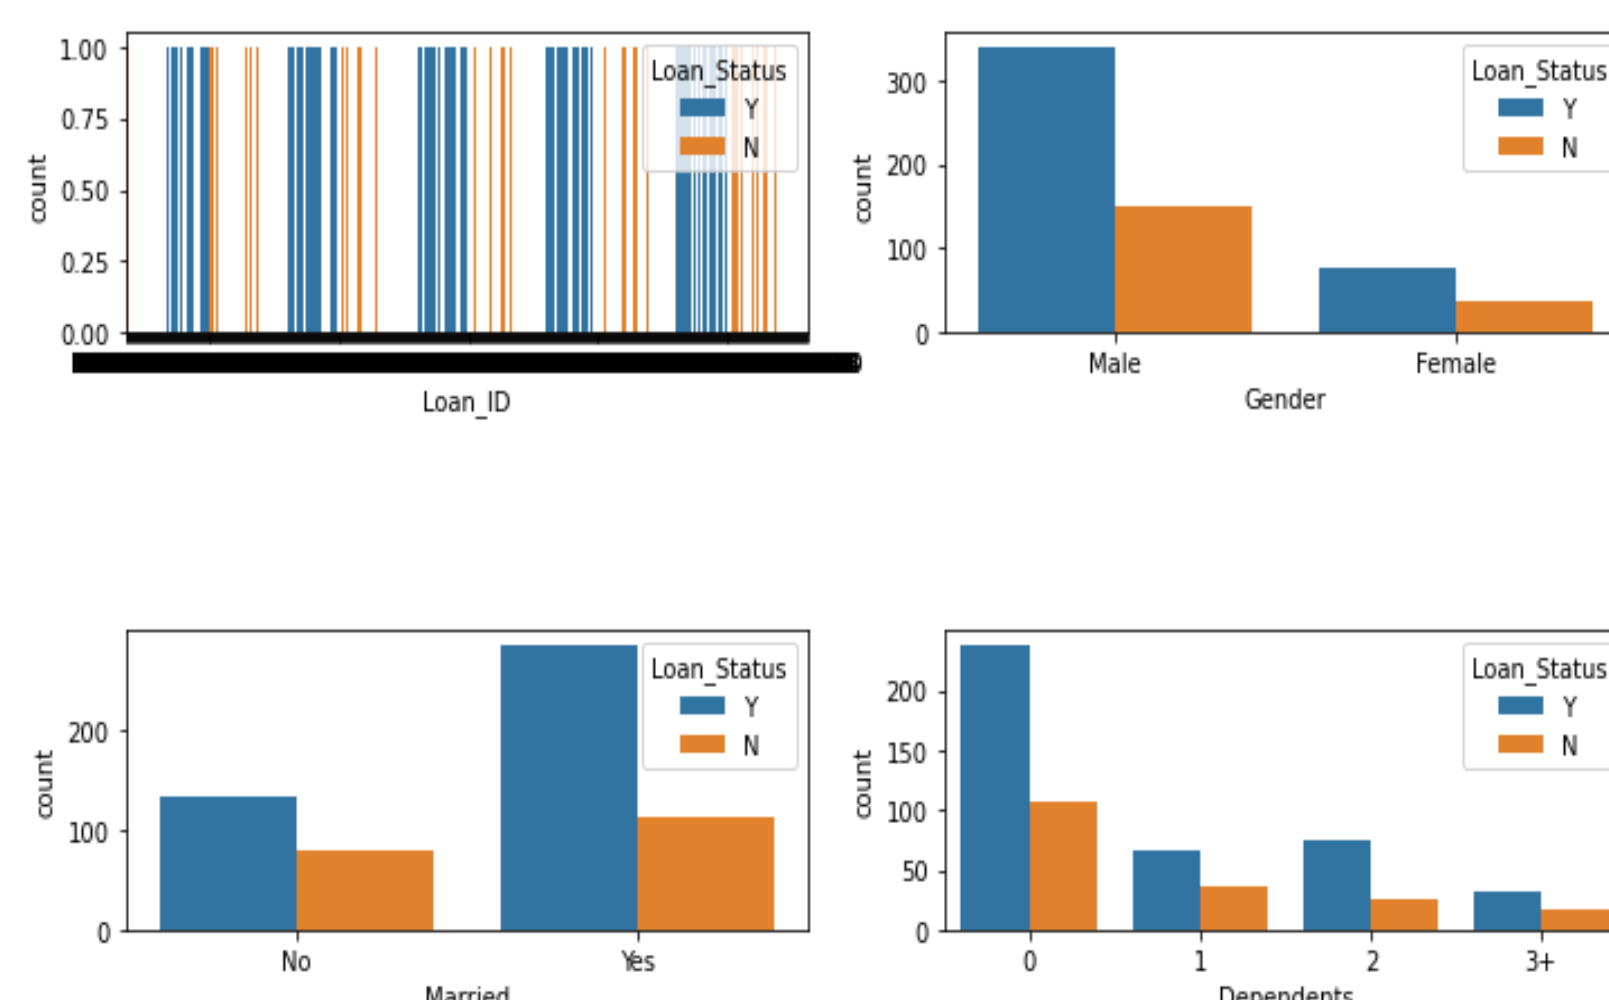 count
1.00
0.75
0.50
0.25
0.00
Loan_Status
Y
N
Loan_ID
count
300
200
100
0
Loan_Status
Y
N
Male
Female
Gender
count
200
100
0
Loan_Status
Y
N
No
Yes
Married
count
200
150
100
50
0
Loan_Status
Y
N
0
1
2
3+
Dependents